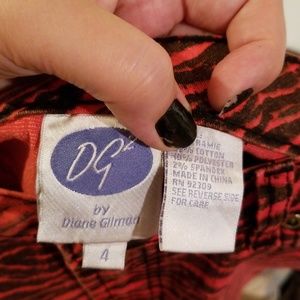 DG2
by
Diane Gilman
4
RAMIE
COTTON
POLYESTER
2% SPANDEX
MADE IN CHINA
RN 92309
SEE REVERSE SIDE
FOR CARE